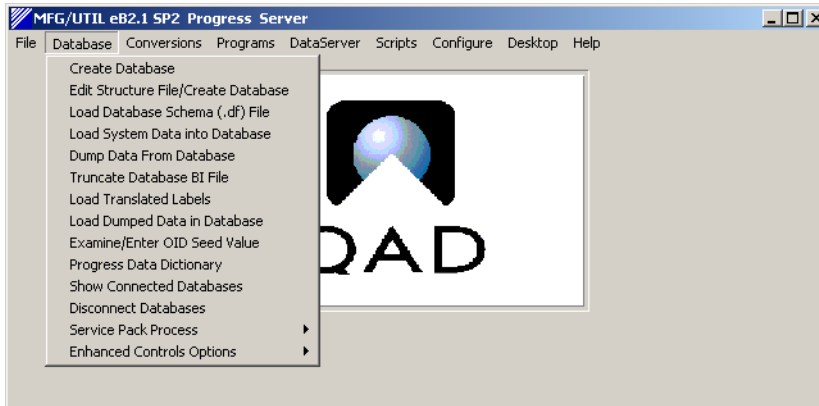 MFG/UTIL eB2.1 SP2 Progress Server
File Database Conversions Programs DataServer Scripts Configure Desktop Help
Create Database
Edit Structure File/Create Database
Load Database Schema (.df) File
Load System Data into Database
Dump Data From Database
Truncate Database BI File
Load Translated Labels
Load Dumped Data in Database
Examine/Enter OID Seed Value
Progress Data Dictionary
Show Connected Databases
Disconnect Databases
Service Pack Process
Enhanced Controls Options
QAD